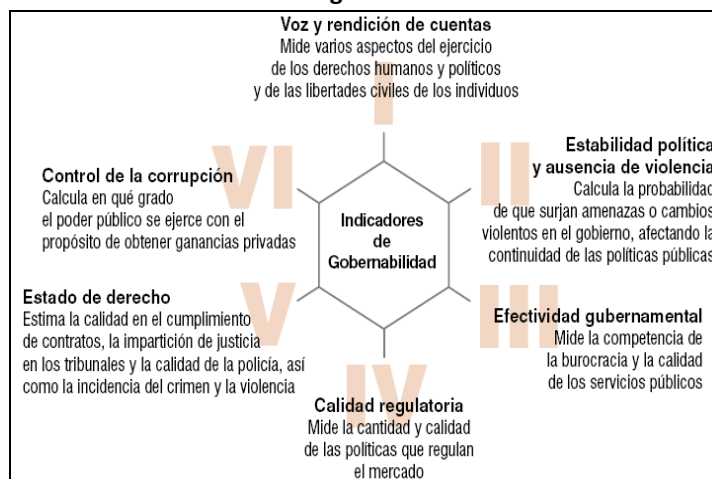 Voz y rendición de cuentas
Mide varios aspectos del ejercicio
de los derechos humanos y políticos
y de las libertades civiles de los individuos
I
II
Estabilidad política
y ausencia de violencia
Calcula la probabilidad
de que surjan amenazas o cambios
violentos en el gobierno, afectando la
continuidad de las políticas públicas
III
Efectividad gubernamental
Mide la competencia de
la burocracia y la calidad
de los servicios públicos
IV
Calidad regulatoria
Mide la cantidad y calidad
de las políticas que regulan
el mercado
V
Estado de derecho
Estima la calidad en el cumplimiento
de contratos, la impartición de justicia
en los tribunales y la calidad de la policía, así
como la incidencia del crimen y la violencia
VI
Control de la corrupción
Calcula en qué grado
el poder público se ejerce con el
propósito de obtener ganancias privadas
Indicadores
de
Gobernabilidad